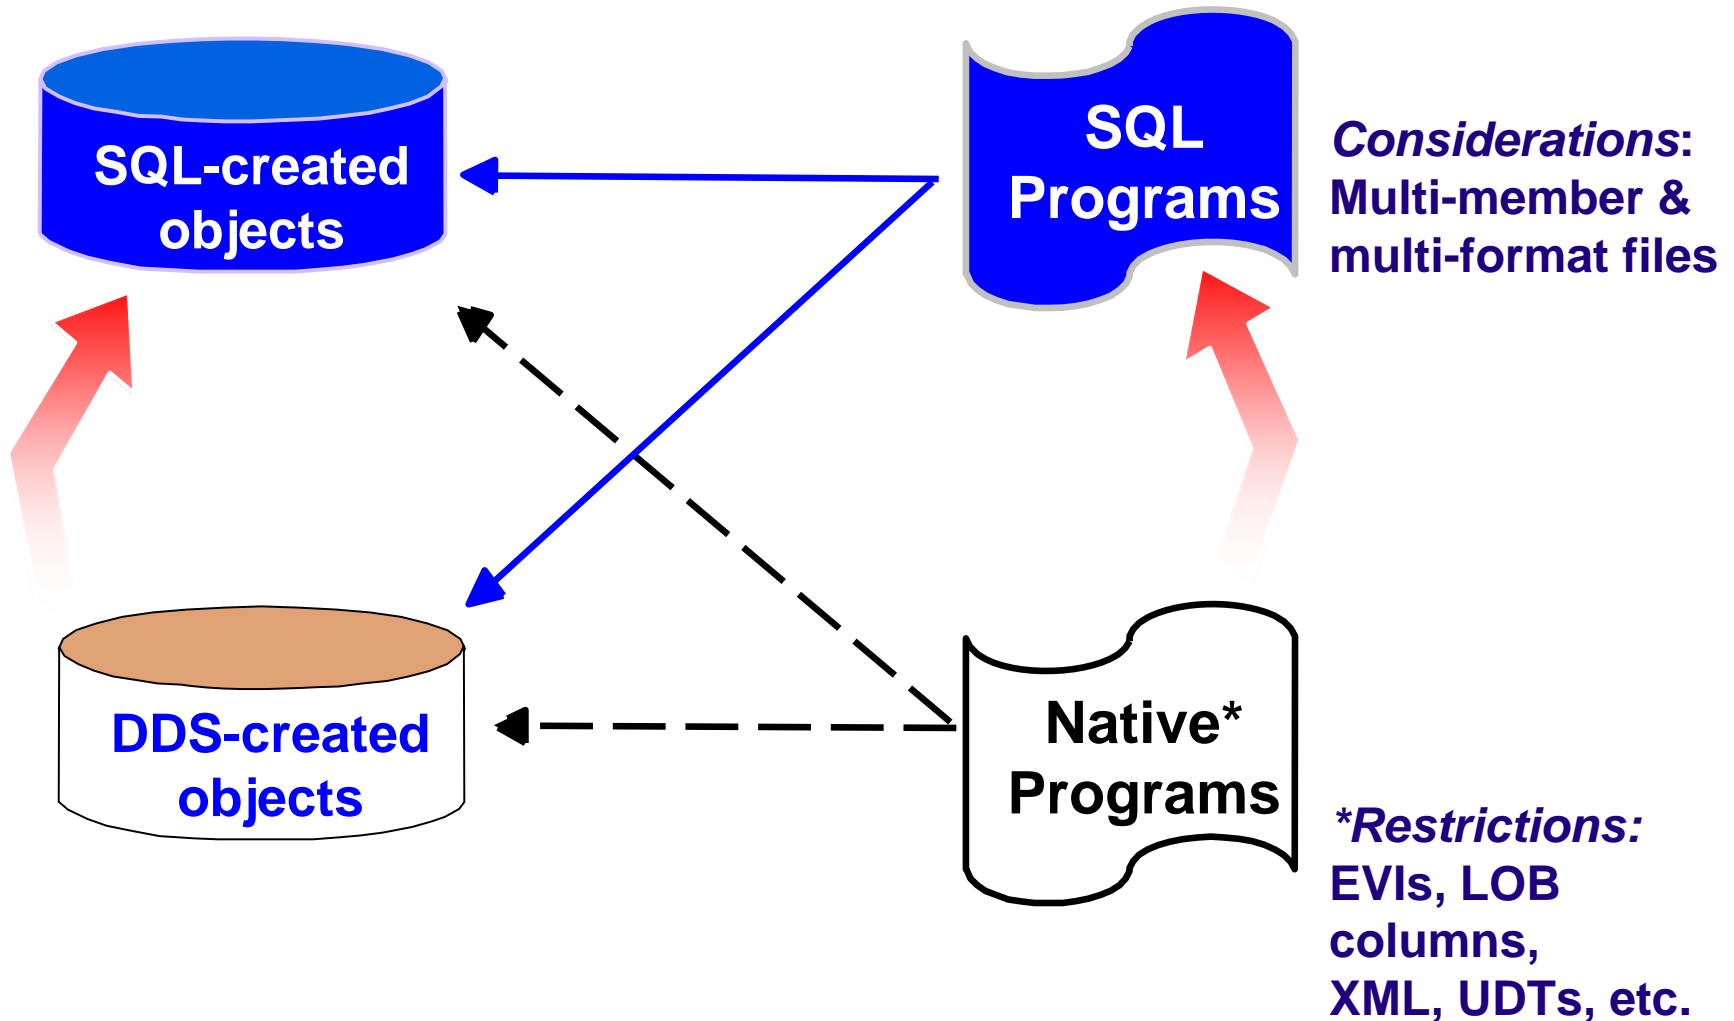 SQL-created
objects
SQL
Programs
Considerations:
Multi-member &
multi-format files
DDS-created
objects
Native*
Programs
*Restrictions:
EVIs, LOB
columns,
XML, UDTs, etc.